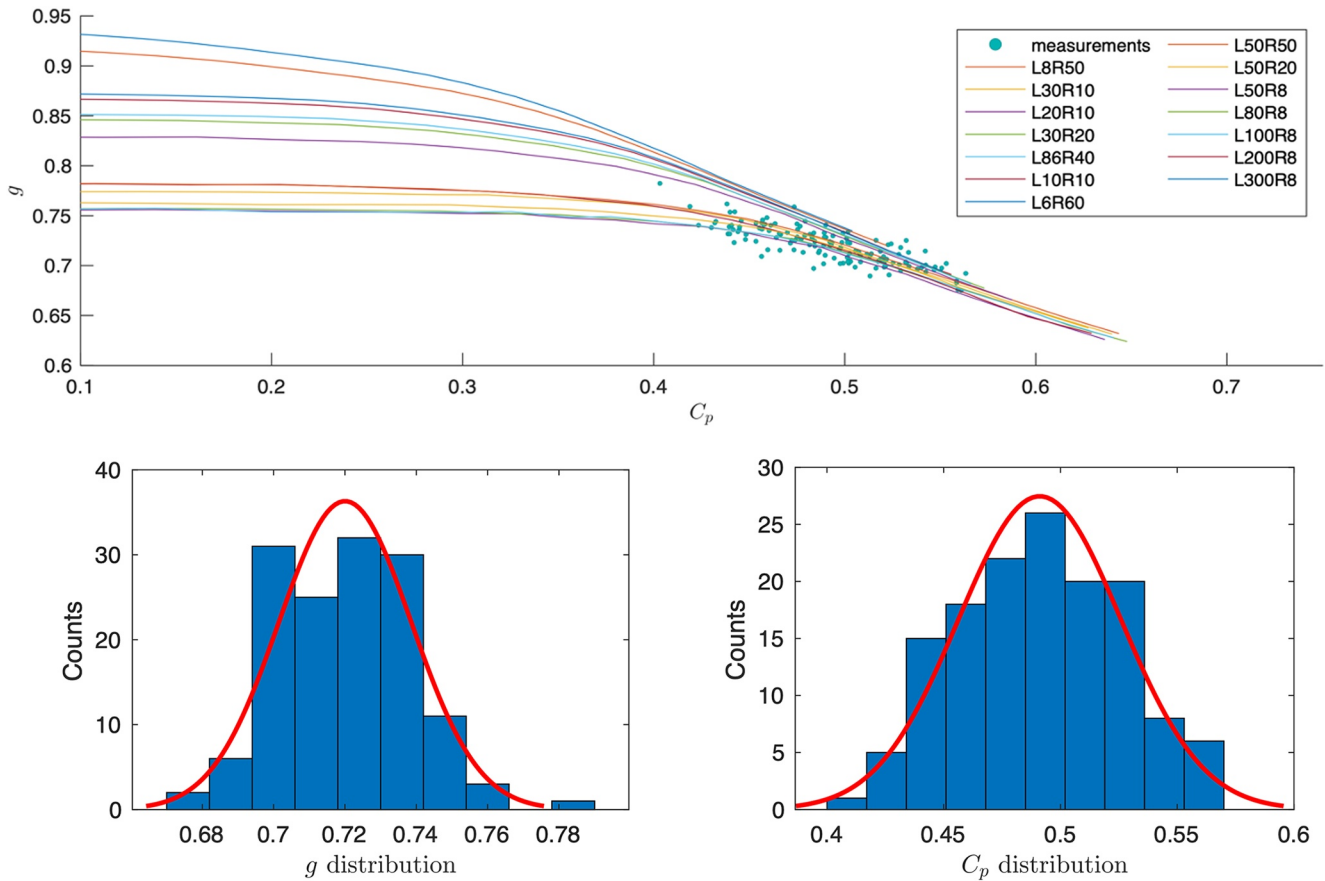 0.95
0.9
0.85
0.8
0.75
0.7
0.65
0.6
g
0.1 0.2 0.3 0.4 0.5 0.6 0.7
C_p
measurements L50R50
L8R50 L50R20
L30R10 L50R8
L20R10 L80R8
L30R20 L100R8
L86R40 L200R8
L10R10 L300R8
L6R60
40
30
20
10
0
Counts
0.68 0.7 0.72 0.74 0.76 0.78
g distribution
30
25
20
15
10
5
0
Counts
0.4 0.45 0.5 0.55 0.6
C_p distribution